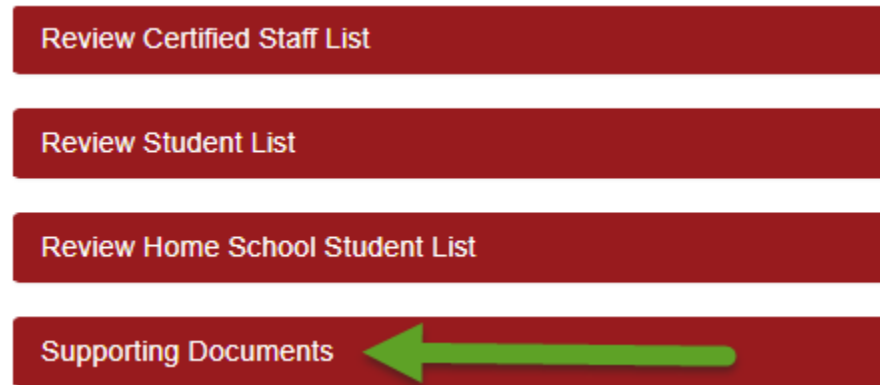 Review Certified Staff List
Review Student List
Review Home School Student List
Supporting Documents